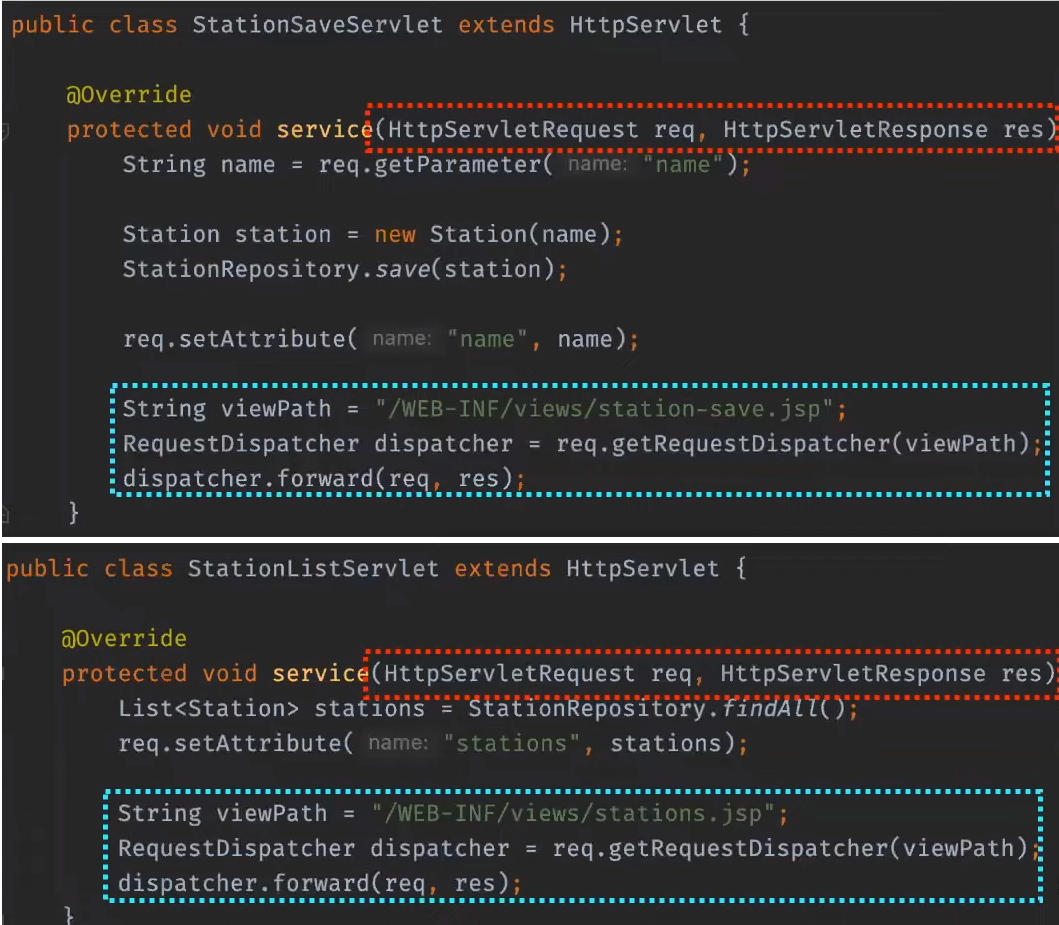 public class StationSaveServlet extends HttpServlet {
@Override
protected void service(HttpServletRequest req, HttpServletResponse res)
String name = req.getParameter( name: "name");
Station station = new Station(name);
StationRepository.save(station);
req.setAttribute( name: "name", name);
String viewPath = "/WEB-INF/views/station-save.jsp";
RequestDispatcher dispatcher = req.getRequestDispatcher(viewPath);
dispatcher.forward(req, res);
}
public class StationListServlet extends HttpServlet {
@Override
protected void service(HttpServletRequest req, HttpServletResponse res)
List<Station> stations = StationRepository.findAll();
req.setAttribute( name: "stations", stations);
String viewPath = "/WEB-INF/views/stations.jsp";
RequestDispatcher dispatcher = req.getRequestDispatcher(viewPath);
dispatcher.forward(req, res);
}